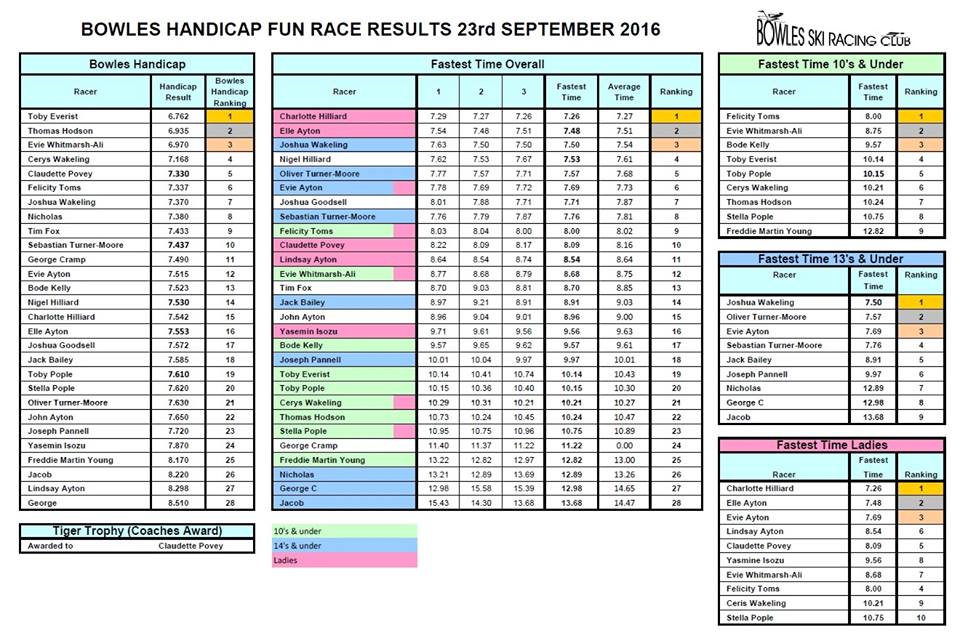 BOWLES HANDICAP FUN RACE RESULTS 23rd SEPTEMBER 2016
BOWLES SKI RACING CLUB
Bowles Handicap
Racer Handicap Result Bowles Handicap Ranking
Toby Everist 6.762 1
Thomas Hodson 6.935 2
Evie Whitmarsh-Ali 6.970 3
Cerys Wakeling 7.168 4
Claudette Povey 7.330 5
Felicity Toms 7.337 6
Joshua Wakeling 7.370 7
Nicholas 7.380 8
Tim Fox 7.433 9
Sebastian Turner-Moore 7.437 10
George Cramp 7.490 11
Evie Ayton 7.515 12
Bode Kelly 7.523 13
Nigel Hilliard 7.530 14
Charlotte Hilliard 7.542 15
Elle Ayton 7.553 16
Joshua Goodsell 7.572 17
Jack Bailey 7.585 18
Toby Pople 7.610 19
Stella Pople 7.620 20
Oliver Turner-Moore 7.630 21
John Ayton 7.650 22
Joseph Pannell 7.720 23
Yasemin Isozu 7.870 24
Freddie Martin Young 8.170 25
Jacob 8.220 26
Lindsay Ayton 8.298 27
George 8.510 28
Tiger Trophy (Coaches Award)
Awarded to Claudette Povey
Fastest Time Overall
Racer 1 2 3 Fastest Time Average Time Ranking
Charlotte Hilliard 7.29 7.27 7.26 7.26 7.27 1
Elle Ayton 7.54 7.48 7.51 7.48 7.51 2
Joshua Wakeling 7.63 7.50 7.50 7.50 7.54 3
Nigel Hilliard 7.62 7.53 7.67 7.53 7.61 4
Oliver Turner-Moore 7.77 7.57 7.71 7.57 7.68 5
Evie Ayton 7.78 7.69 7.72 7.69 7.73 6
Joshua Goodsell 8.01 7.88 7.71 7.71 7.87 7
Sebastian Turner-Moore 7.76 7.79 7.87 7.76 7.81 8
Felicity Toms 8.03 8.04 8.00 8.00 8.02 9
Claudette Povey 8.22 8.09 8.17 8.09 8.16 10
Lindsay Ayton 8.64 8.54 8.74 8.54 8.64 11
Evie Whitmarsh-Ali 8.77 8.68 8.79 8.68 8.75 12
Tim Fox 8.70 9.03 8.81 8.70 8.85 13
Jack Bailey 8.97 9.21 8.91 8.91 9.03 14
John Ayton 8.96 9.04 9.01 8.96 9.00 15
Yasemin Isozu 9.71 9.61 9.56 9.56 9.63 16
Bode Kelly 9.57 9.65 9.62 9.57 9.61 17
Joseph Pannell 10.01 10.04 9.97 9.97 10.01 18
Toby Everist 10.14 10.41 10.74 10.14 10.43 19
Toby Pople 10.15 10.36 10.40 10.15 10.30 20
Cerys Wakeling 10.29 10.31 10.21 10.21 10.27 21
Thomas Hodson 10.73 10.24 10.45 10.24 10.47 22
Stella Pople 10.95 10.75 10.96 10.75 10.89 23
George Cramp 11.40 11.37 11.22 11.22 0.00 24
Freddie Martin Young 13.22 12.82 12.97 12.82 13.00 25
Nicholas 13.21 12.89 13.69 12.89 13.26 26
George C 12.98 15.58 15.39 12.98 14.65 27
Jacob 15.43 14.30 13.68 13.68 14.47 28
10's & under
14's & under
Ladies
Fastest Time 10's & Under
Racer Fastest Time Ranking
Felicity Toms 8.00 1
Evie Whitmarsh-Ali 8.75 2
Bode Kelly 9.57 3
Toby Everist 10.14 4
Toby Pople 10.15 5
Cerys Wakeling 10.21 6
Thomas Hodson 10.24 7
Stella Pople 10.75 8
Freddie Martin Young 12.82 9
Fastest Time 13's & Under
Racer Fastest Time Ranking
Joshua Wakeling 7.50 1
Oliver Turner-Moore 7.57 2
Evie Ayton 7.69 3
Sebastian Turner-Moore 7.76 4
Jack Bailey 8.91 5
Joseph Pannell 9.97 6
Nicholas 12.89 7
George C 12.98 8
Jacob 13.68 9
Fastest Time Ladies
Racer Fastest Time Ranking
Charlotte Hilliard 7.26 1
Elle Ayton 7.48 2
Evie Ayton 7.69 3
Lindsay Ayton 8.54 6
Claudette Povey 8.09 5
Yasmine Isozu 9.56 8
Evie Whitmarsh-Ali 8.68 7
Felicity Toms 8.00 4
Ceris Wakeling 10.21 9
Stella Pople 10.75 10